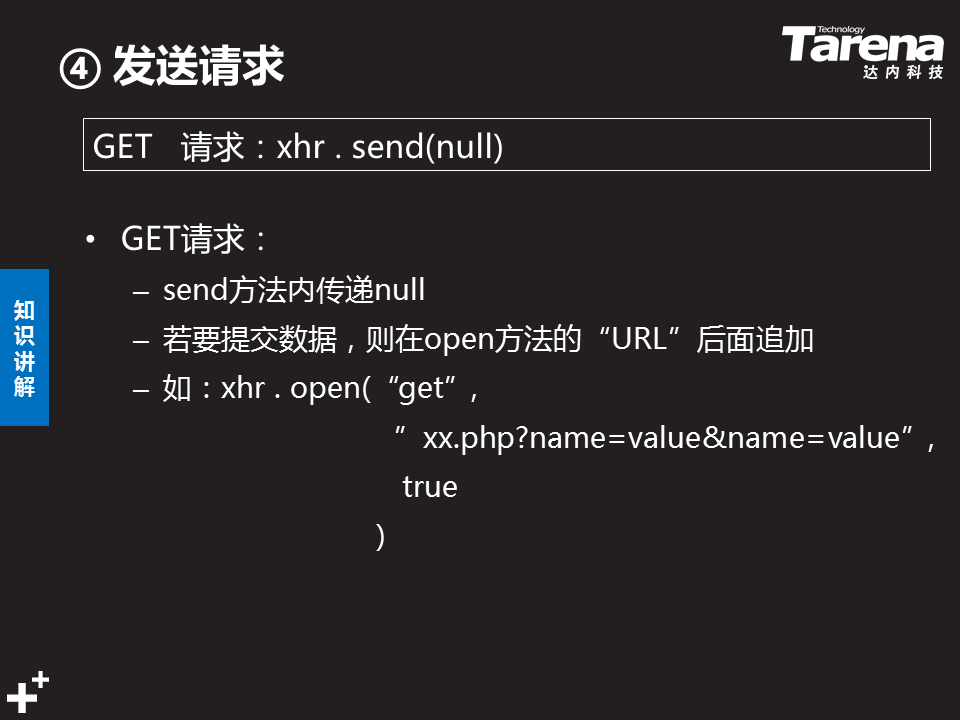 ④ 发送请求
Technology
Tarena
达内科技
GET 请求：xhr . send(null)
• GET请求：
– send方法内传递null
– 若要提交数据，则在open方法的“URL”后面追加
– 如：xhr . open(“get”,
”xx.php?name=value&name=value”,
true
)
知识讲解